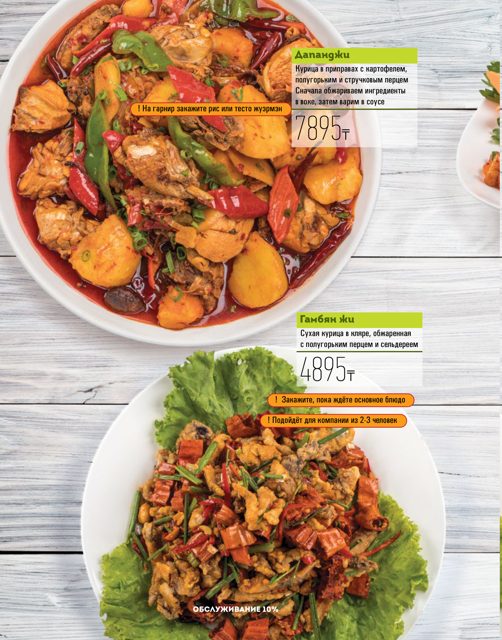 Дапанджи
Курица в приправах с картофелем,
полугорьким и стручковым перцем
Сначала обжариваем ингредиенты
в воке, затем варим в соусе
! На гарнир закажите рис или тесто жуэрмэн
7895₸
Гамбян жи
Сухая курица в кляре, обжаренная
с полугорьким перцем и сельдереем
4895₸
! Закажите, пока ждёте основное блюдо
! Подойдёт для компании из 2-3 человек
ОБСЛУЖИВАНИЕ 10%